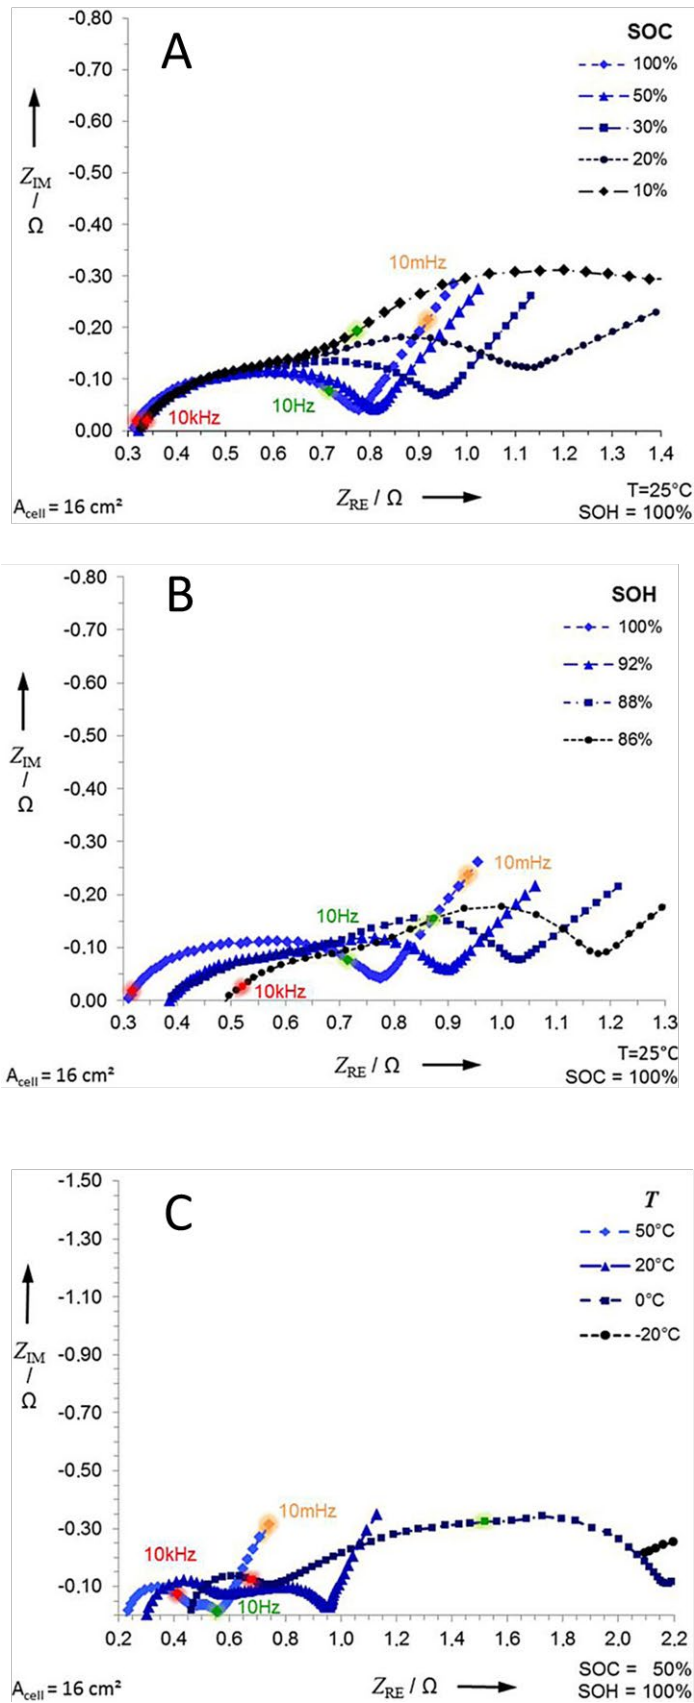 A
SOC
100%
50%
30%
20%
10%
-0.80
-0.70
-0.60
-0.50
-0.40
-0.30
-0.20
-0.10
0.00
Z_IM
/
Ω
10mHz
10Hz
10kHz
0.3 0.4 0.5 0.6 0.7 0.8 0.9 1.0 1.1 1.2 1.3 1.4
A_cell = 16 cm²
Z_RE / Ω
T=25°C
SOH = 100%
B
SOH
100%
92%
88%
86%
-0.80
-0.70
-0.60
-0.50
-0.40
-0.30
-0.20
-0.10
0.00
Z_IM
/
Ω
10mHz
10Hz
10kHz
0.3 0.4 0.5 0.6 0.7 0.8 0.9 1.0 1.1 1.2 1.3
A_cell = 16 cm²
Z_RE / Ω
T=25°C
SOC = 100%
C
T
50°C
20°C
0°C
-20°C
-1.50
-1.30
-1.10
-0.90
-0.70
-0.50
-0.30
-0.10
Z_IM
/
Ω
10mHz
10kHz
10Hz
0.2 0.4 0.6 0.8 1.0 1.2 1.4 1.6 1.8 2.0 2.2
A_cell = 16 cm²
Z_RE / Ω
SOC = 50%
SOH = 100%